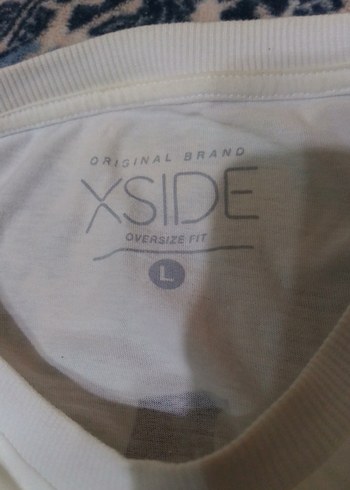 ORIGINAL BRAND
XSIDE
OVERSIZE FIT
L